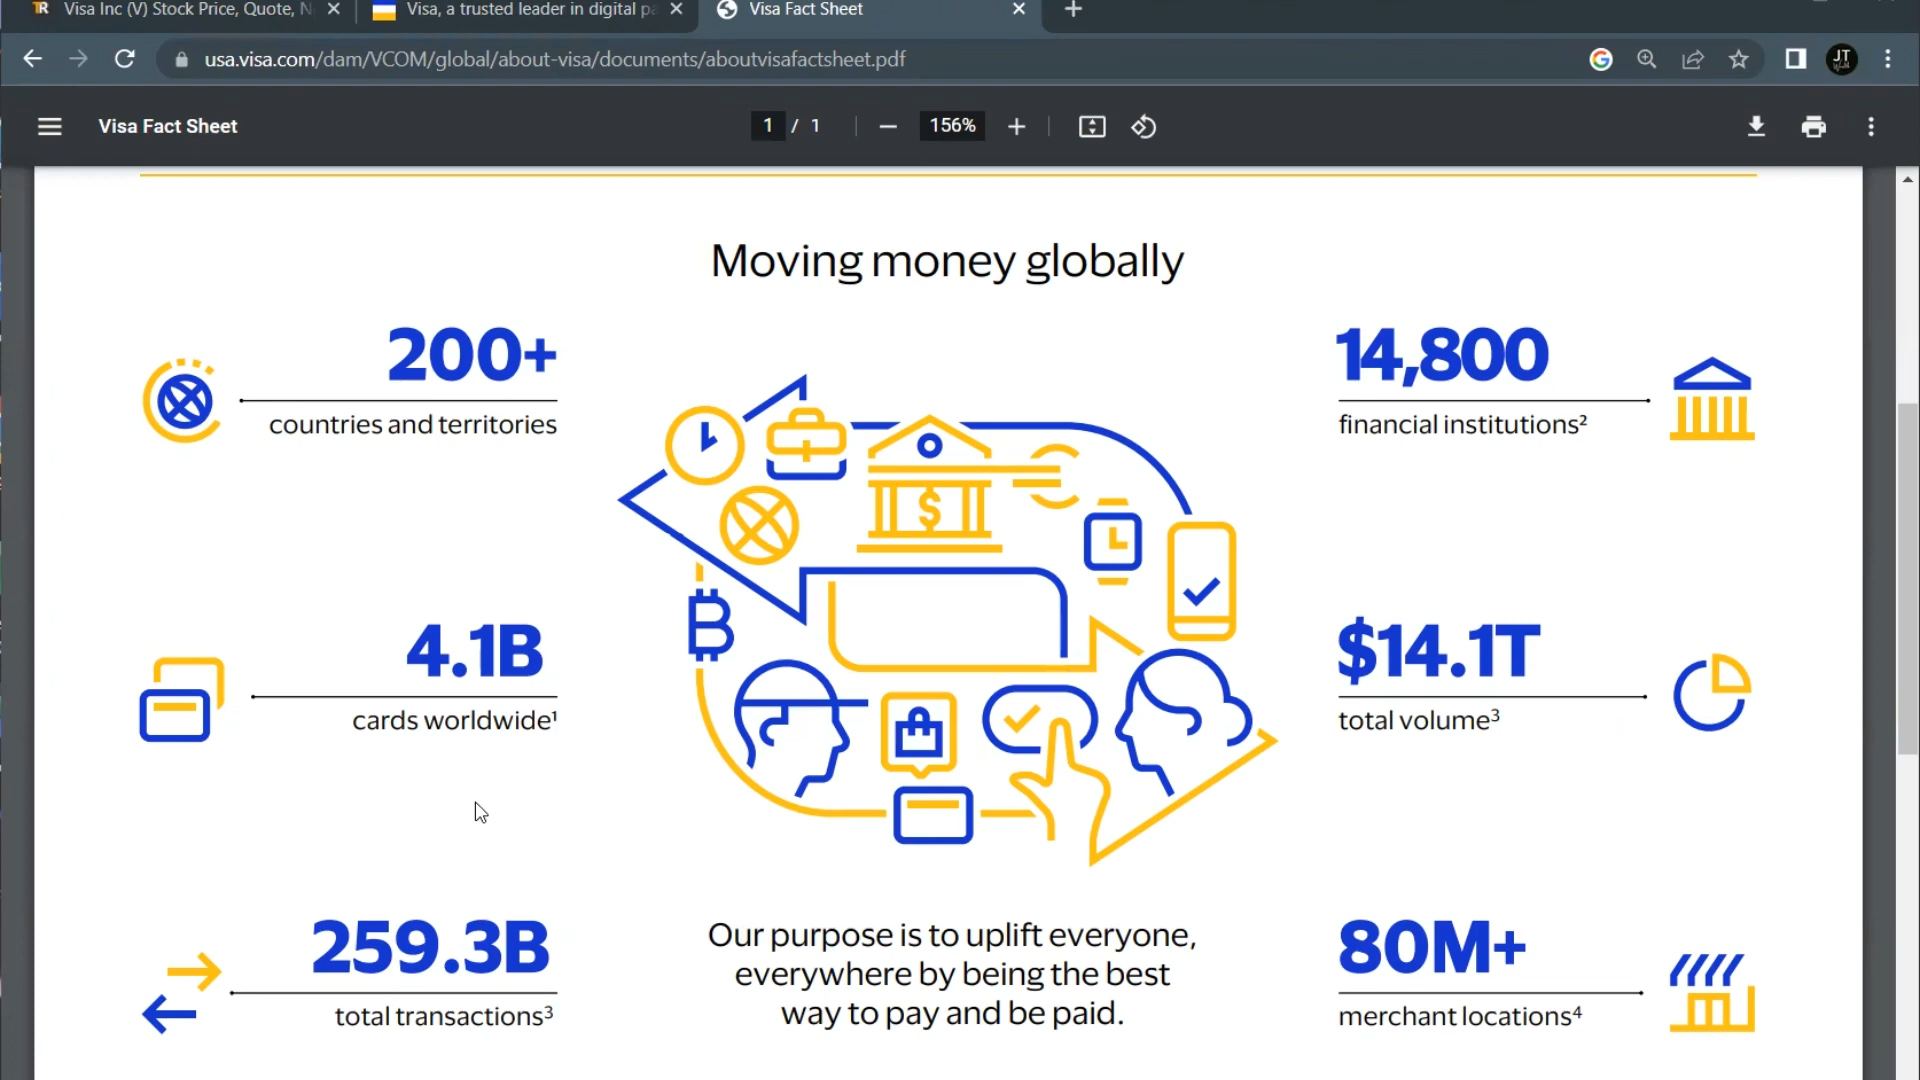 TR Visa Inc (V) Stock Price, Quote, N
Visa, a trusted leader in digital pa
Visa Fact Sheet
usa.visa.com/dam/VCOM/global/about-visa/documents/aboutvisafactsheet.pdf
JT
Visa Fact Sheet
1 / 1
156%
Moving money globally
200+
countries and territories
14,800
financial institutions²
4.1B
cards worldwide¹
$14.1T
total volume³
259.3B
total transactions³
Our purpose is to uplift everyone,
everywhere by being the best
way to pay and be paid.
80M+
merchant locations⁴